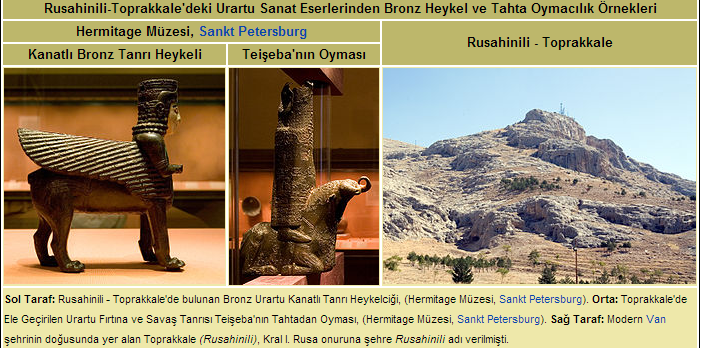 Rusahinili-Toprakkale'deki Urartu Sanat Eserlerinden Bronz Heykel ve Tahta Oymacılık Örnekleri
Hermitage Müzesi, Sankt Petersburg
Rusahinili - Toprakkale
Kanatlı Bronz Tanrı Heykeli
Teişeba'nın Oyması
Sol Taraf: Rusahinili - Toprakkale'de bulunan Bronz Urartu Kanatlı Tanrı Heykelciği, (Hermitage Müzesi, Sankt Petersburg). Orta: Toprakkale'de
Ele Geçirilen Urartu Fırtına ve Savaş Tanrısı Teişeba'nın Tahtadan Oyması, (Hermitage Müzesi, Sankt Petersburg). Sağ Taraf: Modern Van
şehrinin doğusunda yer alan Toprakkale (Rusahinili), Kral I. Rusa onuruna şehre Rusahinili adı verilmişti.